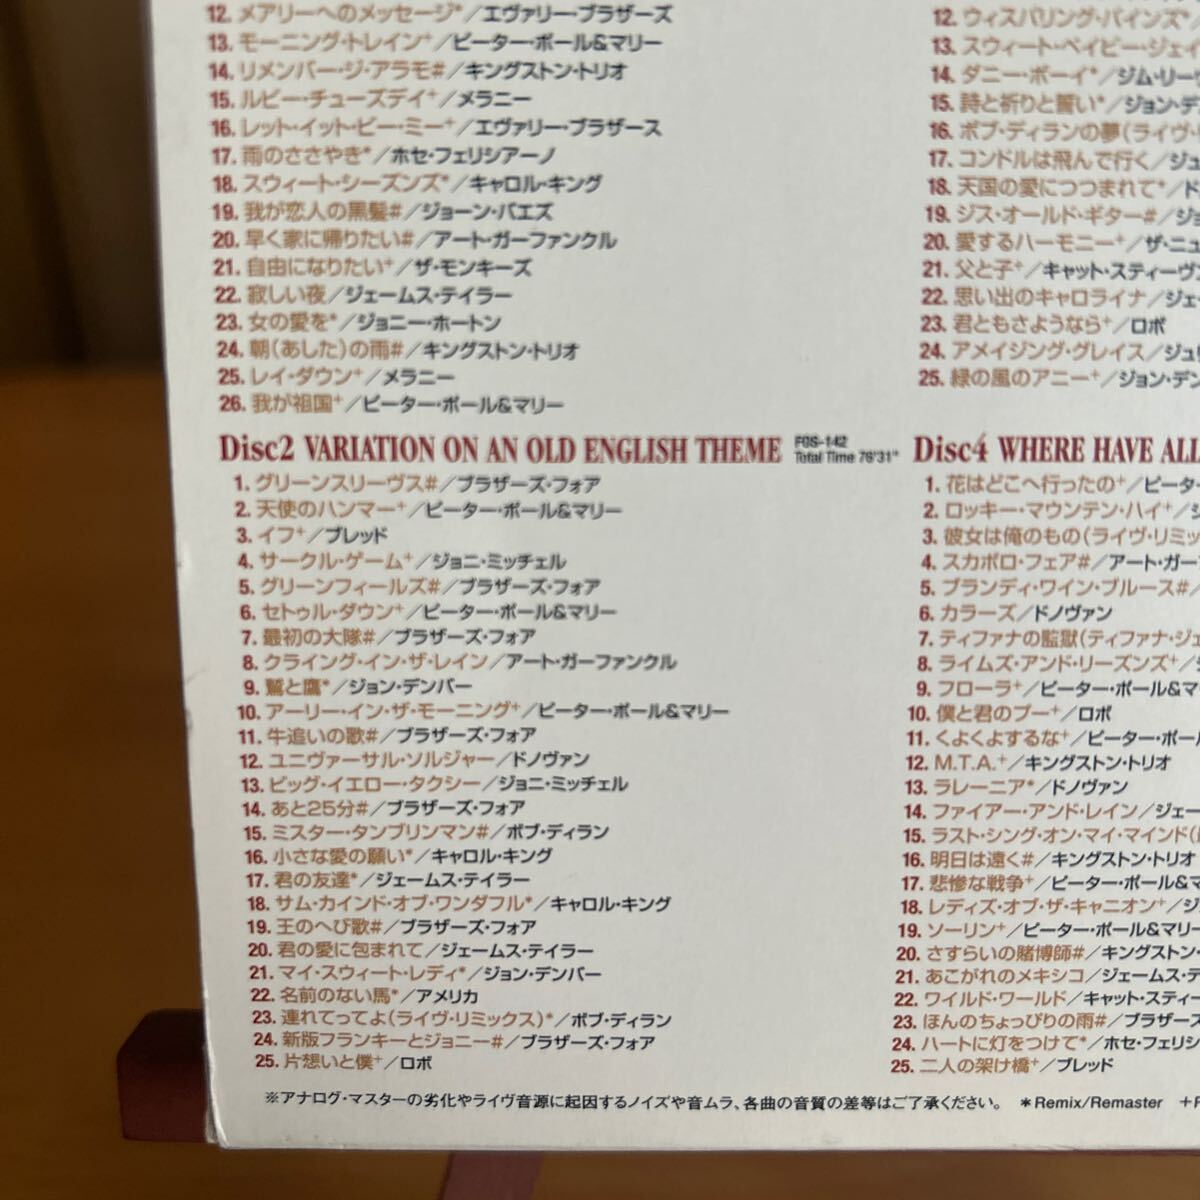 12. メアリーへのメッセージ*／エヴァリー・ブラザーズ
13. モーニング・トレイン+／ピーター・ポール&マリー
14. リメンバー・ジ・アラモ#／キングストン・トリオ
15. ルビー・チューズデイ+／メラニー
16. レット・イット・ビー・ミー+／エヴァリー・ブラザース
17. 雨のささやき*／ホセ・フェリシアーノ
18. スウィート・シーズンズ*／キャロル・キング
19. 我が恋人の黒髪#／ジョーン・バエズ
20. 早く家に帰りたい#／アート・ガーファンクル
21. 自由になりたい+／ザ・モンキーズ
22. 寂しい夜／ジェームス・テイラー
23. 女の愛を*／ジョニー・ホートン
24. 朝(あした)の雨#／キングストン・トリオ
25. レイ・ダウン+／メラニー
26. 我が祖国+／ピーター・ポール&マリー
Disc2 VARIATION ON AN OLD ENGLISH THEME FGS-142 Total Time 76'31"
1. グリーンスリーヴス#／ブラザーズ・フォア
2. 天使のハンマー+／ピーター・ポール&マリー
3. イフ+／ブレッド
4. サークル・ゲーム+／ジョニ・ミッチェル
5. グリーンフィールズ#／ブラザーズ・フォア
6. セトゥル・ダウン+／ピーター・ポール&マリー
7. 最初の大隊#／ブラザーズ・フォア
8. クライング・イン・ザ・レイン／アート・ガーファンクル
9. 鷲と鷹*／ジョン・デンバー
10. アーリー・イン・ザ・モーニング+／ピーター・ポール&マリー
11. 牛追いの歌#／ブラザーズ・フォア
12. ユニヴァーサル・ソルジャー／ドノヴァン
13. ビッグ・イエロー・タクシー／ジョニ・ミッチェル
14. あと25分#／ブラザーズ・フォア
15. ミスター・タンブリンマン#／ボブ・ディラン
16. 小さな愛の願い*／キャロル・キング
17. 君の友達*／ジェームス・テイラー
18. サム・カインド・オブ・ワンダフル*／キャロル・キング
19. 王のへび歌#／ブラザーズ・フォア
20. 君の愛に包まれて／ジェームス・テイラー
21. マイ・スウィート・レディ*／ジョン・デンバー
22. 名前のない馬*／アメリカ
23. 連れてってよ(ライヴ・リミックス)*／ボブ・ディラン
24. 新版フランキーとジョニー#／ブラザーズ・フォア
25. 片想いと僕+／ロボ
12. ウィスパリング・パインズ*
13. スウィート・ベイビー・ジェイ
14. ダニー・ボーイ*／ジム・リー
15. 詩と祈りと誓い*／ジョン・デ
16. ボブ・ディランの夢(ライヴ・
17. コンドルは飛んで行く／ジュ
18. 天国の愛につつまれて*／ド
19. ジス・オールド・ギター#／ジョ
20. 愛するハーモニー+／ザ・ニュ
21. 父と子+／キャット・スティーヴ
22. 思い出のキャロライナ／ジェ
23. 君ともさようなら+／ロボ
24. アメイジング・グレイス／ジュ
25. 緑の風のアニー+／ジョン・デン
Disc4 WHERE HAVE ALL
1. 花はどこへ行ったの+／ピータ
2. ロッキー・マウンテン・ハイ+／ジ
3. 彼女は俺のもの(ライヴ・リミッ
4. スカボロ・フェア#／アート・ガー
5. ブランディ・ワイン・ブルース#／
6. カラーズ／ドノヴァン
7. ティファナの監獄(ティファナ・ジェ
8. ライムズ・アンド・リーズンズ+／
9. フローラ+／ピーター・ポール&マ
10. 僕と君のブー+／ロボ
11. くよくよするな+／ピーター・ポー
12. M.T.A.+／キングストン・トリオ
13. ラレーニア*／ドノヴァン
14. ファイアー・アンド・レイン／ジェー
15. ラスト・シング・オン・マイ・マインド(
16. 明日は遠く#／キングストン・トリオ
17. 悲惨な戦争+／ピーター・ポール&マ
18. レディズ・オブ・ザ・キャニオン+／ジ
19. ソーリン+／ピーター・ポール&マリー
20. さすらいの賭博師#／キングストン・
21. あこがれのメキシコ／ジェームス・テ
22. ワイルド・ワールド／キャット・スティー
23. ほんのちょっぴりの雨#／ブラザーズ
24. ハートに灯をつけて*／ホセ・フェリシ
25. 二人の架け橋+／ブレッド
※アナログ・マスターの劣化やライヴ音源に起因するノイズや音ムラ、各曲の音質の差等はご了承ください。 *Remix/Remaster +F